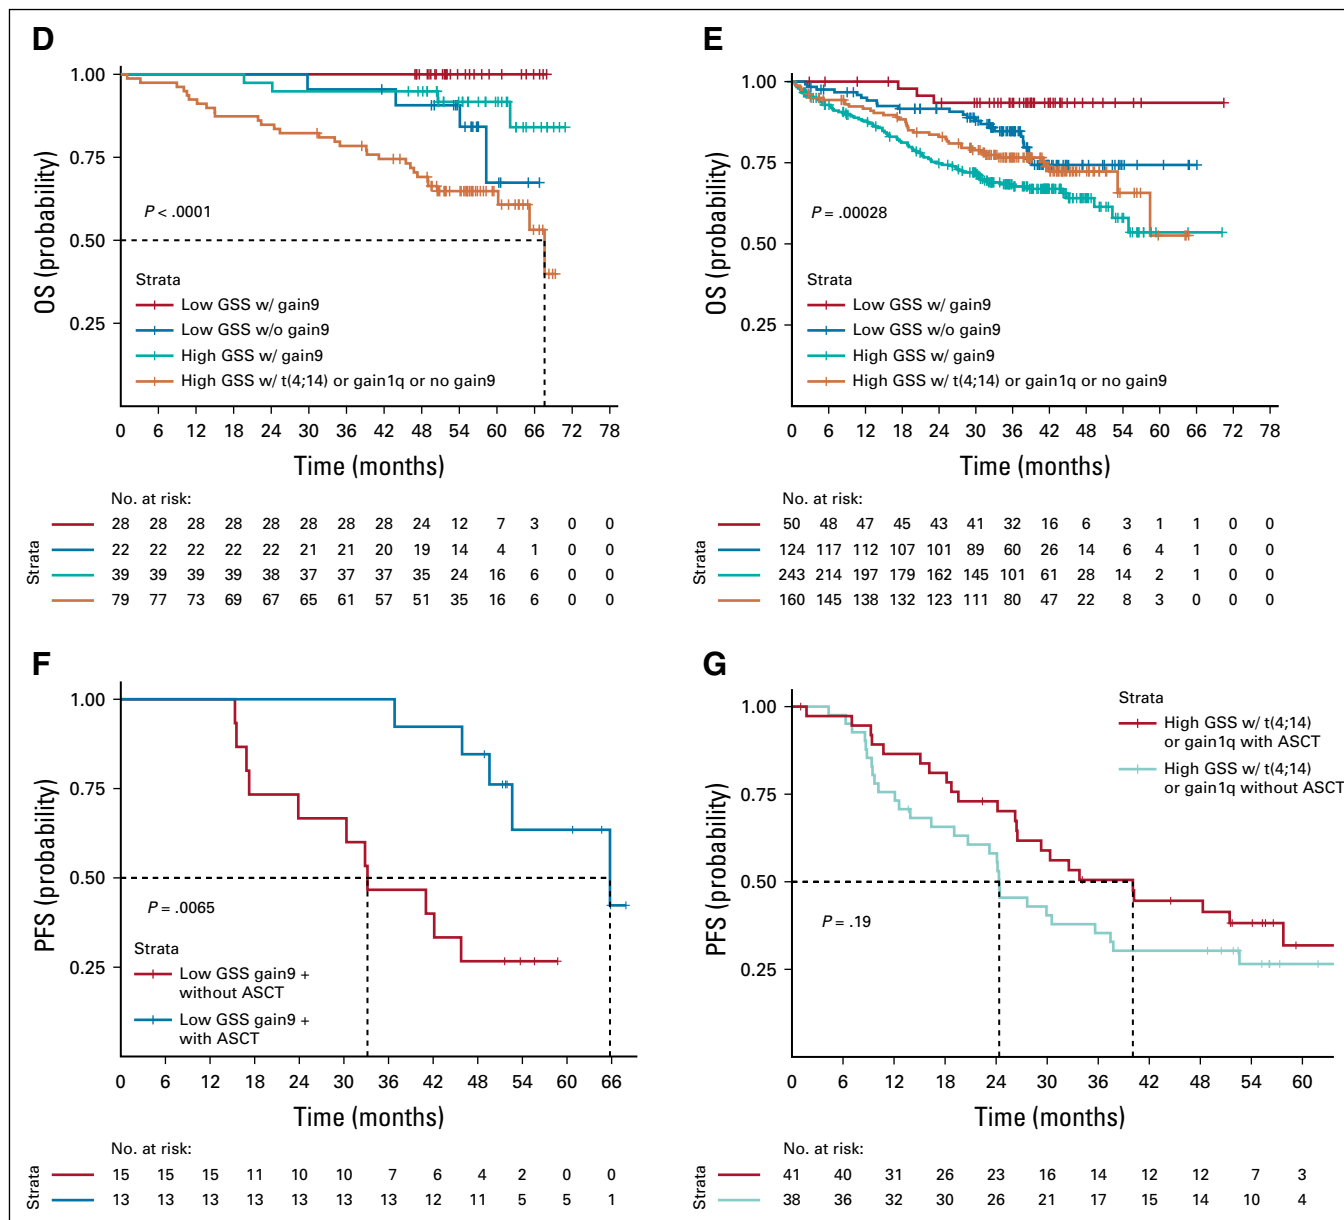 D
1.00
0.75
0.50
0.25
OS (probability)
P < .0001
Strata
Low GSS w/ gain9
Low GSS w/o gain9
High GSS w/ gain9
High GSS w/ t(4;14) or gain1q or no gain9
0 6 12 18 24 30 36 42 48 54 60 66 72 78
Time (months)
No. at risk:
Strata
28 28 28 28 28 28 28 28 24 12 7 3 0 0
22 22 22 22 22 21 21 20 19 14 4 1 0 0
39 39 39 39 38 37 37 37 35 24 16 6 0 0
79 77 73 69 67 65 61 57 51 35 16 6 0 0
E
1.00
0.75
0.50
0.25
OS (probability)
P = .00028
Strata
Low GSS w/ gain9
Low GSS w/o gain9
High GSS w/ gain9
High GSS w/ t(4;14) or gain1q or no gain9
0 6 12 18 24 30 36 42 48 54 60 66 72 78
Time (months)
No. at risk:
Strata
50 48 47 45 43 41 32 16 6 3 1 1 0 0
124 117 112 107 101 89 60 26 14 6 4 1 0 0
243 214 197 179 162 145 101 61 28 14 2 1 0 0
160 145 138 132 123 111 80 47 22 8 3 0 0 0
F
1.00
0.75
0.50
0.25
PFS (probability)
P = .0065
Strata
Low GSS gain9 +
without ASCT
Low GSS gain9 +
with ASCT
0 6 12 18 24 30 36 42 48 54 60 66
Time (months)
No. at risk:
Strata
15 15 15 11 10 10 7 6 4 2 0 0
13 13 13 13 13 13 13 12 11 5 5 1
G
1.00
0.75
0.50
0.25
PFS (probability)
P = .19
Strata
High GSS w/ t(4;14)
or gain1q with ASCT
High GSS w/ t(4;14)
or gain1q without ASCT
0 6 12 18 24 30 36 42 48 54 60
Time (months)
No. at risk:
Strata
41 40 31 26 23 16 14 12 12 7 3
38 36 32 30 26 21 17 15 14 10 4